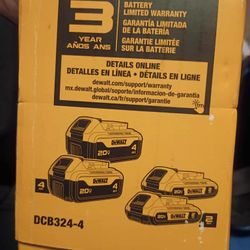 3
YEAR
AÑOS ANS
BATTERY
LIMITED WARRANTY
GARANTÍA LIMITADA
DE LA BATERÍA
GARANTIE LIMITÉE
SUR LA BATTERIE
DETAILS ONLINE
DETALLES EN LÍNEA • DÉTAILS EN LIGNE
dewalt.com/support/warranty
mx.dewalt.global/soporte/informacion-de-garantia
dewalt.ca/fr/support/garantie
DEWALT
20V
4
DEWALT
20V
4
DEWALT
20V
DEWALT
20V
2
4
2
DCB324-4